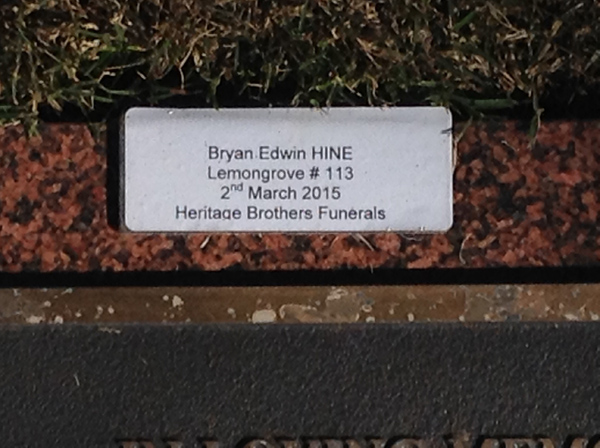 Bryan Edwin HINE
Lemongrove # 113
2nd March 2015
Heritage Brothers Funerals